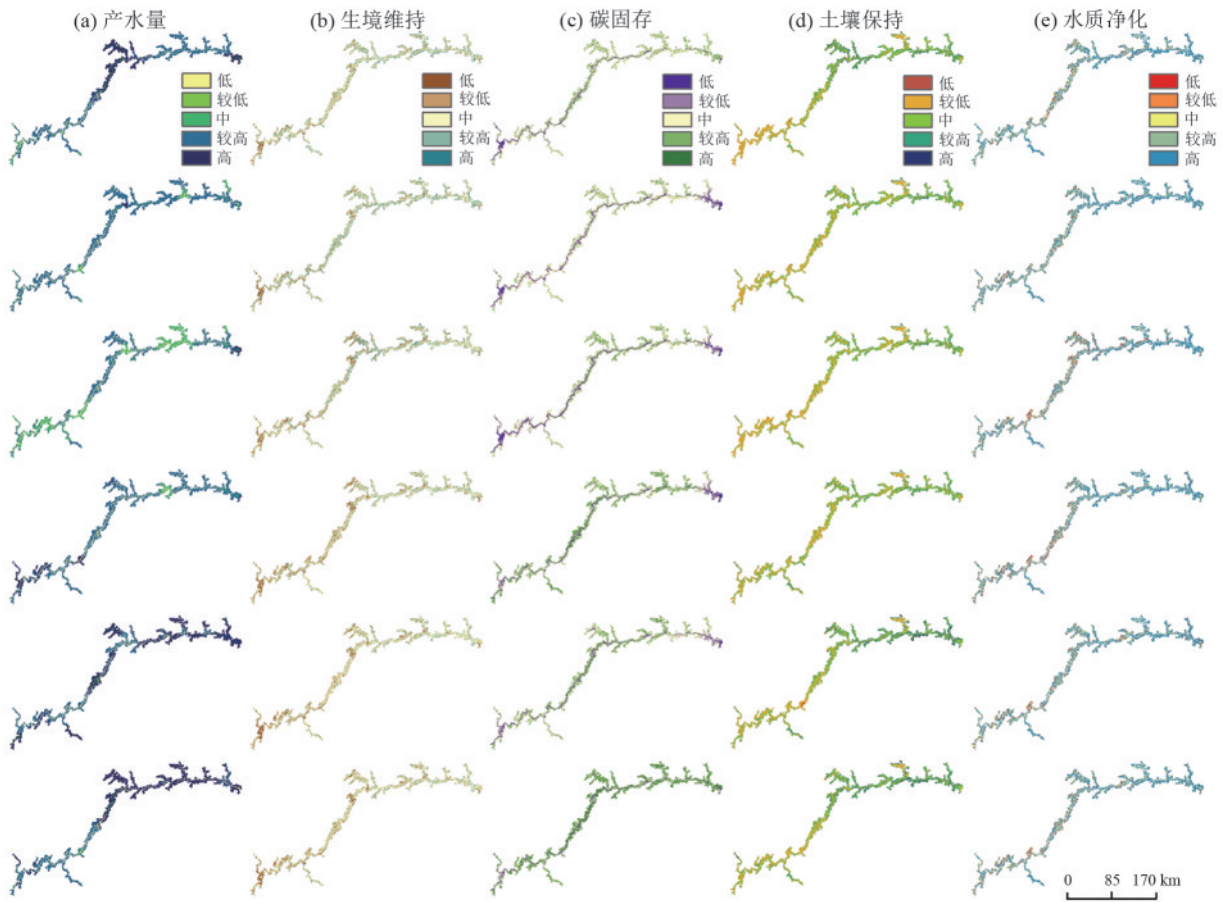 (a) 产水量
(b) 生境维持
(c) 碳固存
(d) 土壤保持
(e) 水质净化
低
较低
中
较高
高
低
较低
中
较高
高
低
较低
中
较高
高
低
较低
中
较高
高
低
较低
中
较高
高
0 85 170 km